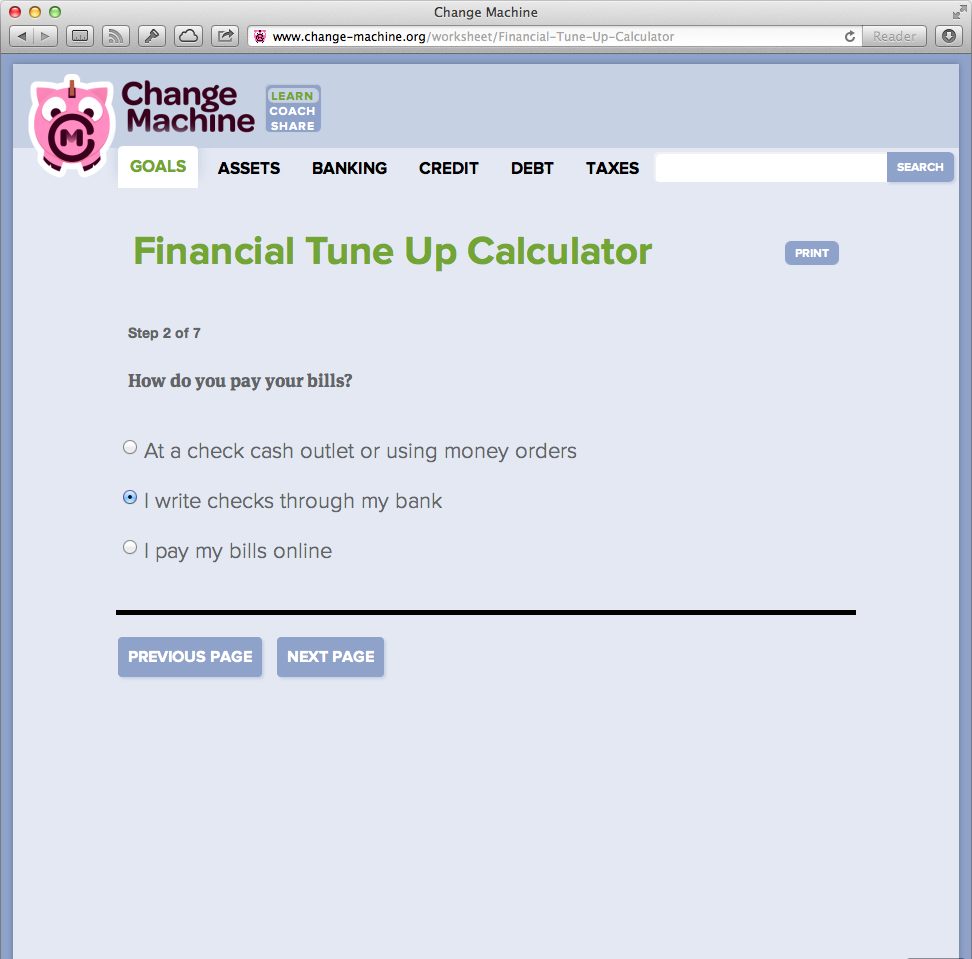 Change Machine
www.change-machine.org/worksheet/Financial-Tune-Up-Calculator
Reader
Change
Machine
LEARN
COACH
SHARE
GOALS ASSETS BANKING CREDIT DEBT TAXES SEARCH
Financial Tune Up Calculator
PRINT
Step 2 of 7
How do you pay your bills?
At a check cash outlet or using money orders
I write checks through my bank
I pay my bills online
PREVIOUS PAGE NEXT PAGE